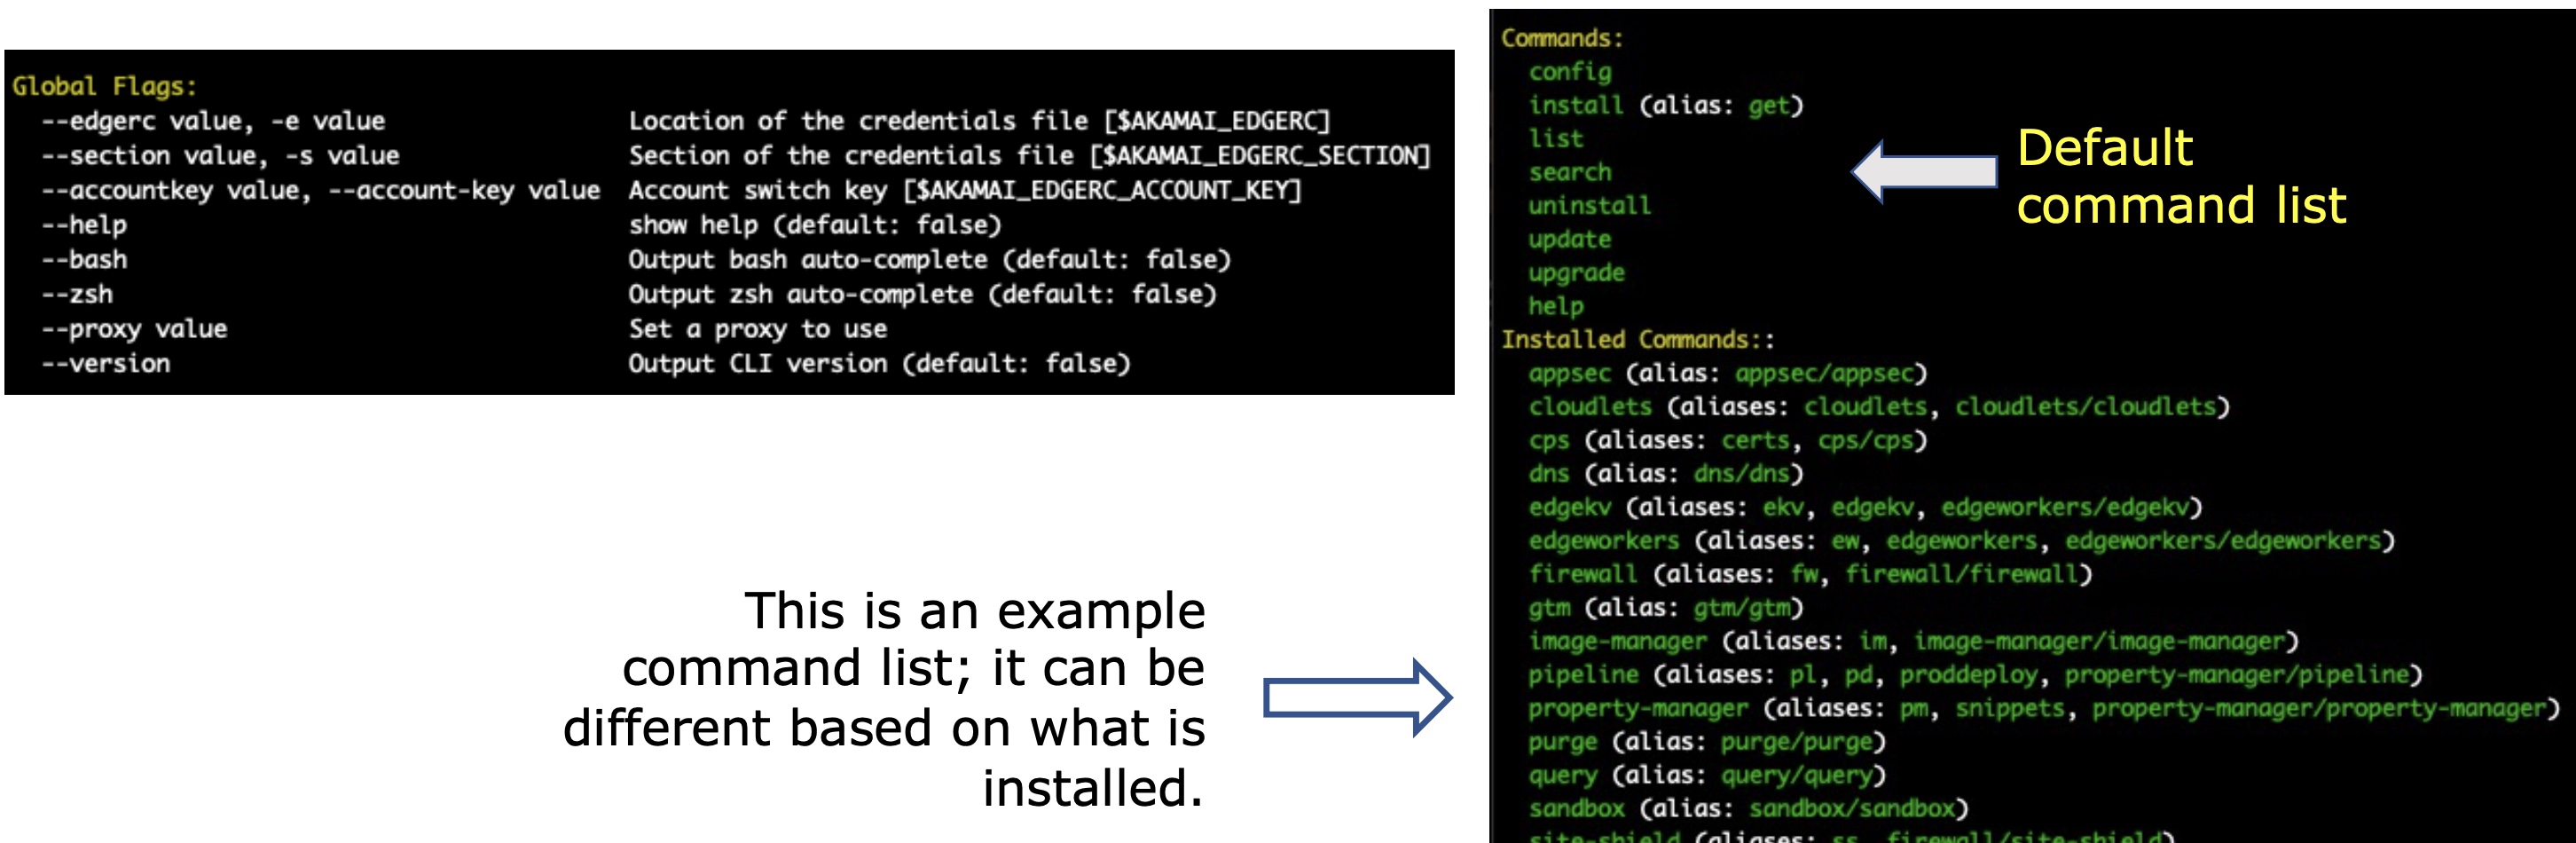 Global Flags:
--edgerc value, -e value Location of the credentials file [$AKAMAI_EDGERC]
--section value, -s value Section of the credentials file [$AKAMAI_EDGERC_SECTION]
--accountkey value, --account-key value Account switch key [$AKAMAI_EDGERC_ACCOUNT_KEY]
--help show help (default: false)
--bash Output bash auto-complete (default: false)
--zsh Output zsh auto-complete (default: false)
--proxy value Set a proxy to use
--version Output CLI version (default: false)
This is an example
command list; it can be
different based on what is
installed.
Commands:
config
install (alias: get)
list
search
uninstall
update
upgrade
help
Default
command list
Installed Commands::
appsec (alias: appsec/appsec)
cloudlets (aliases: cloudlets, cloudlets/cloudlets)
cps (aliases: certs, cps/cps)
dns (alias: dns/dns)
edgekv (aliases: ekv, edgekv, edgeworkers/edgekv)
edgeworkers (aliases: ew, edgeworkers, edgeworkers/edgeworkers)
firewall (aliases: fw, firewall/firewall)
gtm (alias: gtm/gtm)
image-manager (aliases: im, image-manager/image-manager)
pipeline (aliases: pl, pd, proddeploy, property-manager/pipeline)
property-manager (aliases: pm, snippets, property-manager/property-manager)
purge (alias: purge/purge)
query (alias: query/query)
sandbox (alias: sandbox/sandbox)
site-shield (aliases: ss, firewall/site-shield)